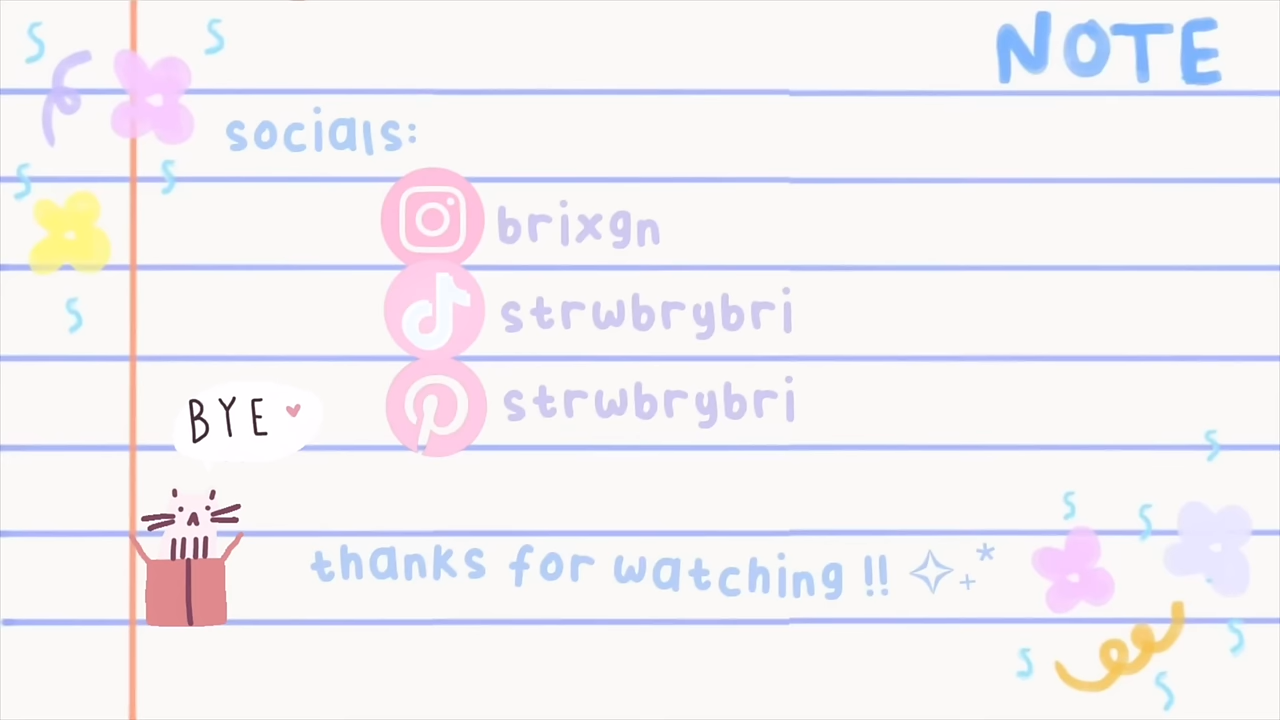 NOTE
socials:
brixgn
strwbrybri
strwbrybri
BYE
thanks for watching !!